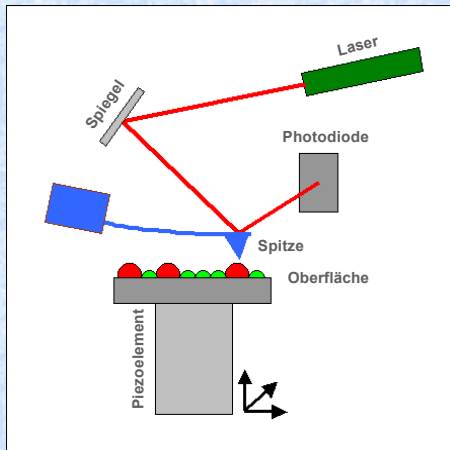 Laser
Spiegel
Photodiode
Spitze
Oberfläche
Piezoelement